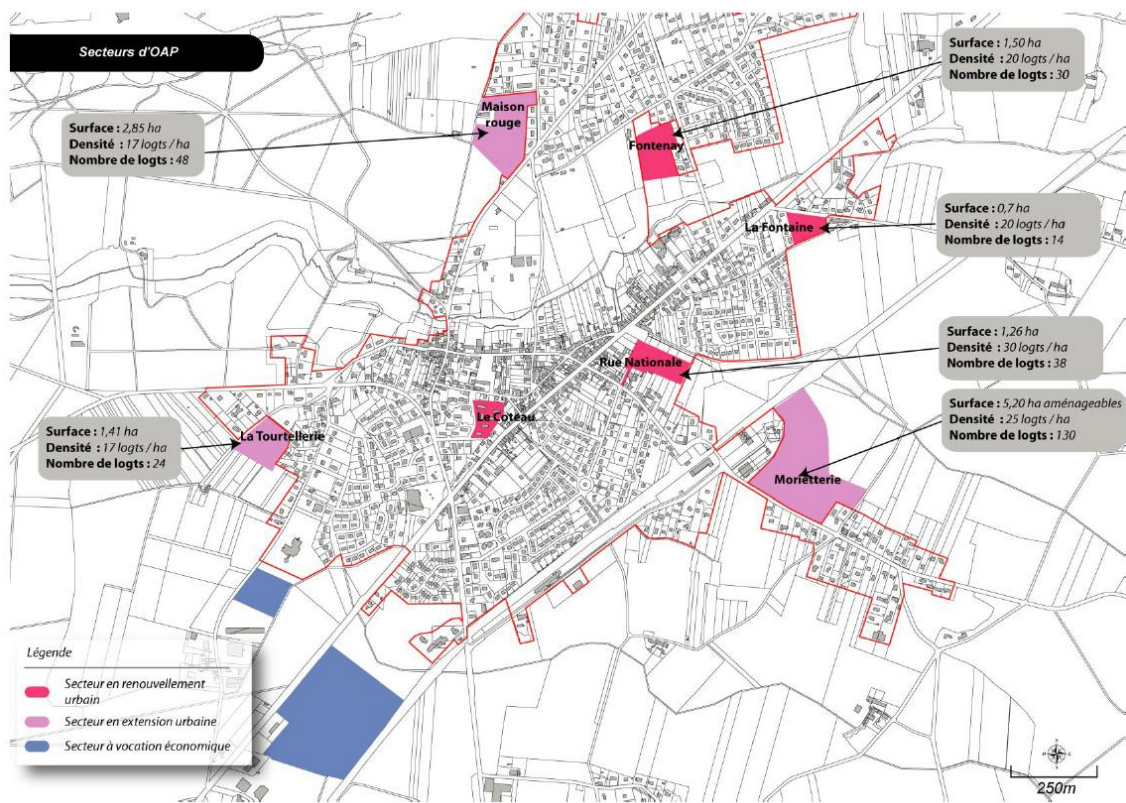 Secteurs d'OAP
Surface : 1,50 ha
Densité : 20 logts / ha
Nombre de logts : 30
Maison
rouge
Surface : 2,85 ha
Densité : 17 logts / ha
Nombre de logts : 48
Fontenay
Surface : 0,7 ha
Densité : 20 logts / ha
Nombre de logts : 14
La Fontaine
Surface : 1,26 ha
Densité : 30 logts / ha
Nombre de logts : 38
Rue Nationale
Surface : 5,20 ha aménageables
Densité : 25 logts / ha
Nombre de logts : 130
Le Coteau
Surface : 1,41 ha
Densité : 17 logts / ha
Nombre de logts : 24
La Tourtellerie
Morietterie
Légende
Secteur en renouvellement
urbain
Secteur en extension urbaine
Secteur à vocation économique
250m